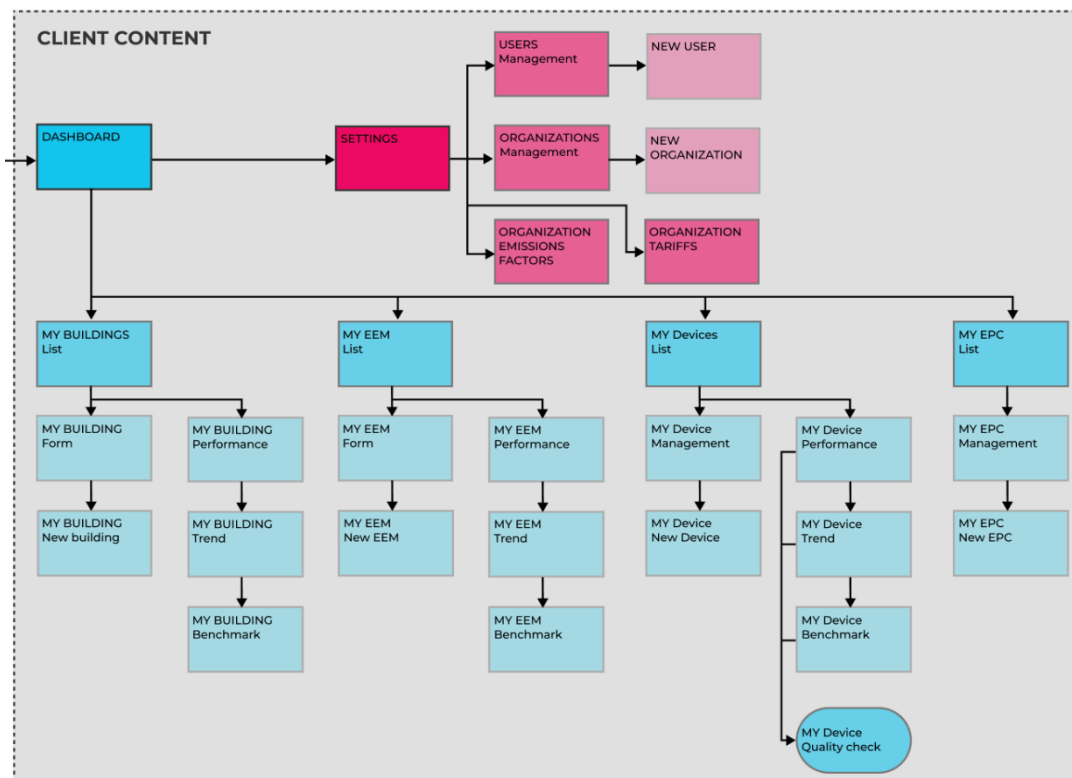 CLIENT CONTENT
USERS
Management
NEW USER
DASHBOARD
SETTINGS
ORGANIZATIONS
Management
NEW
ORGANIZATION
ORGANIZATION
EMISSIONS
FACTORS
ORGANIZATION
TARIFFS
MY BUILDINGS
List
MY EEM
List
MY Devices
List
MY EPC
List
MY BUILDING
Form
MY BUILDING
Performance
MY EEM
Form
MY EEM
Performance
MY Device
Management
MY Device
Performance
MY EPC
Management
MY BUILDING
New building
MY BUILDING
Trend
MY EEM
New EEM
MY EEM
Trend
MY Device
New Device
MY Device
Trend
MY EPC
New EPC
MY BUILDING
Benchmark
MY EEM
Benchmark
MY Device
Benchmark
MY Device
Quality check